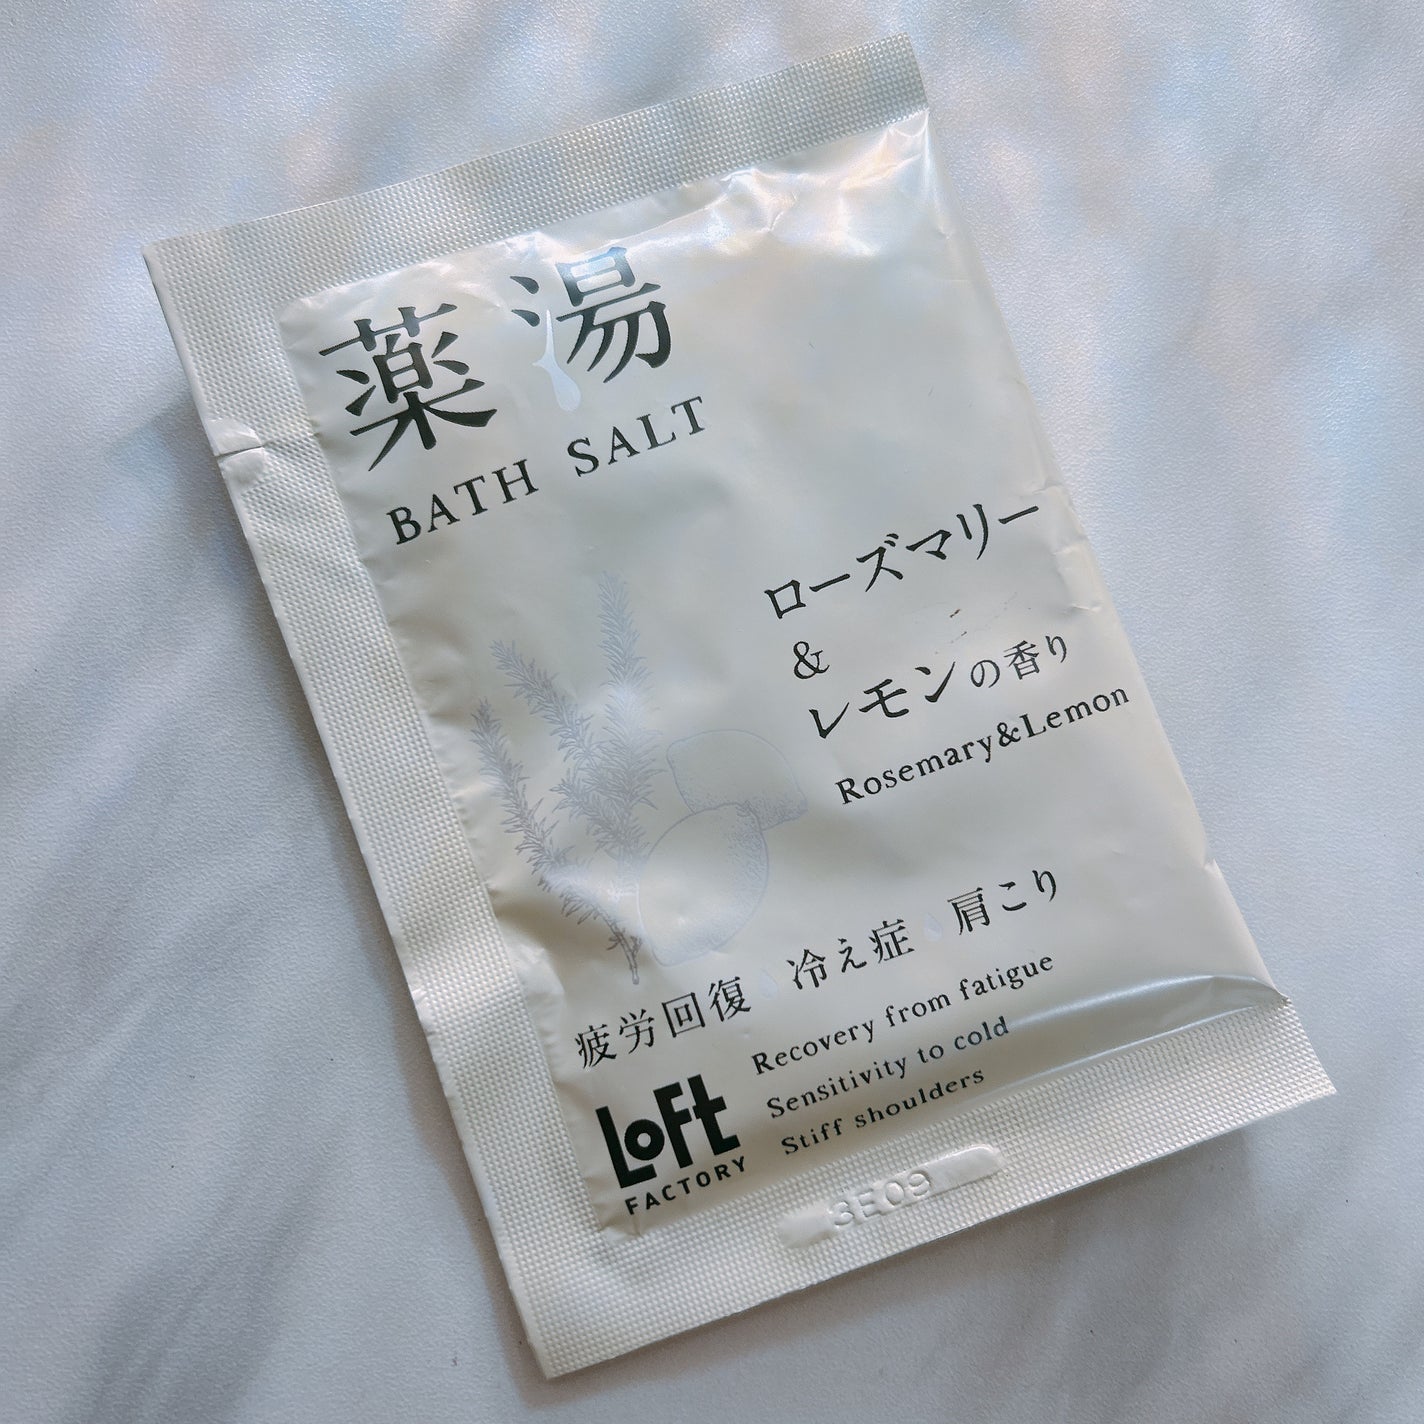 薬湯
BATH SALT
ローズマリー
&
レモンの香り
Rosemary&Lemon
疲労回復 冷え症 肩こり
Recovery from fatigue
Sensitivity to cold
Stiff shoulders
LOFT
FACTORY
3E09